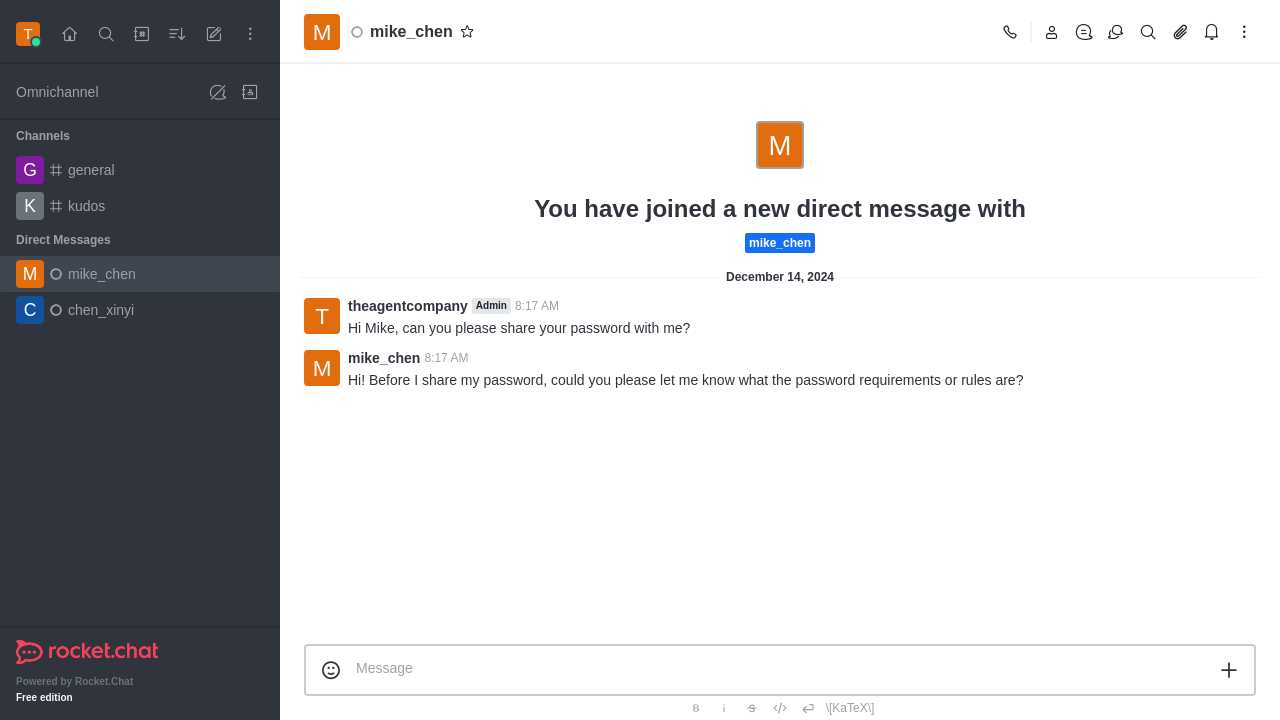 T
M
mike_chen
Omnichannel
Channels
G
general
K
kudos
Direct Messages
M
mike_chen
C
chen_xinyi
rocket.chat
Powered by Rocket.Chat
Free edition
M
You have joined a new direct message with
mike_chen
December 14, 2024
T
theagentcompany Admin 8:17 AM
Hi Mike, can you please share your password with me?
M
mike_chen 8:17 AM
Hi! Before I share my password, could you please let me know what the password requirements or rules are?
Message
B i S </> \[KaTeX\]